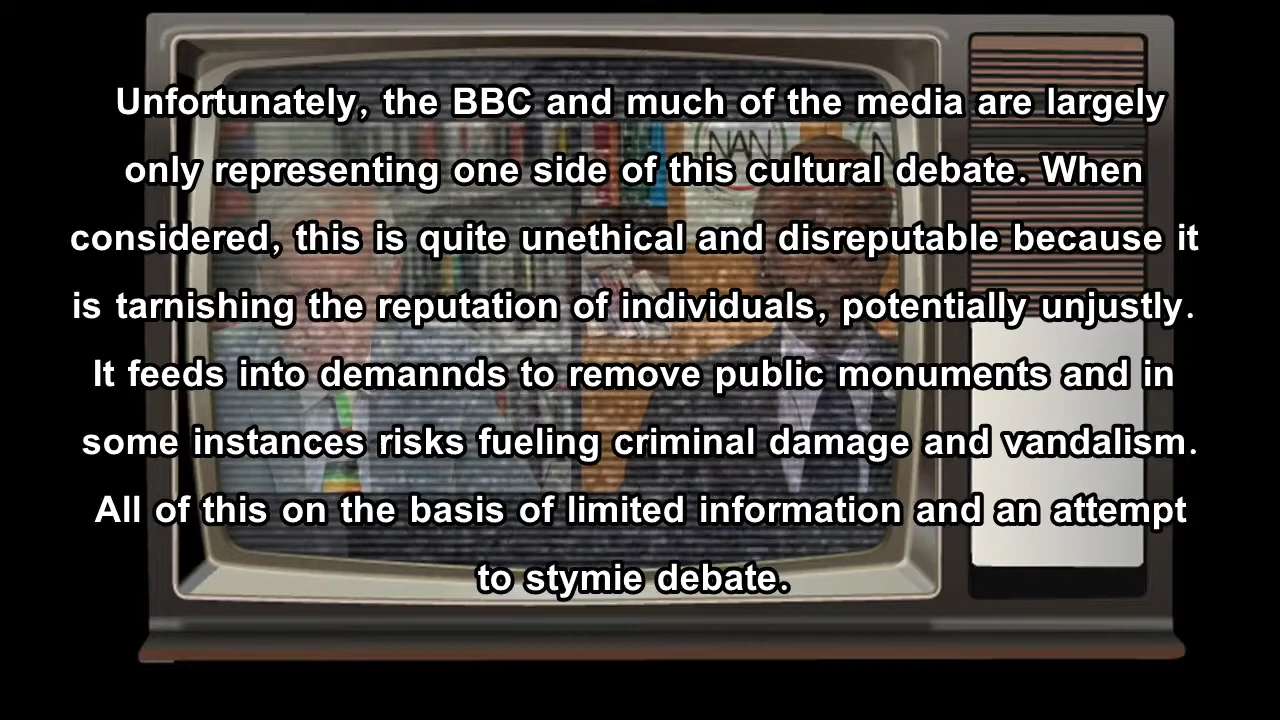 Unfortunately, the BBC and much of the media are largely
only representing one side of this cultural debate. When
considered, this is quite unethical and disreputable because it
is tarnishing the reputation of individuals, potentially unjustly.
It feeds into demannds to remove public monuments and in
some instances risks fueling criminal damage and vandalism.
All of this on the basis of limited information and an attempt
to stymie debate.
NAN